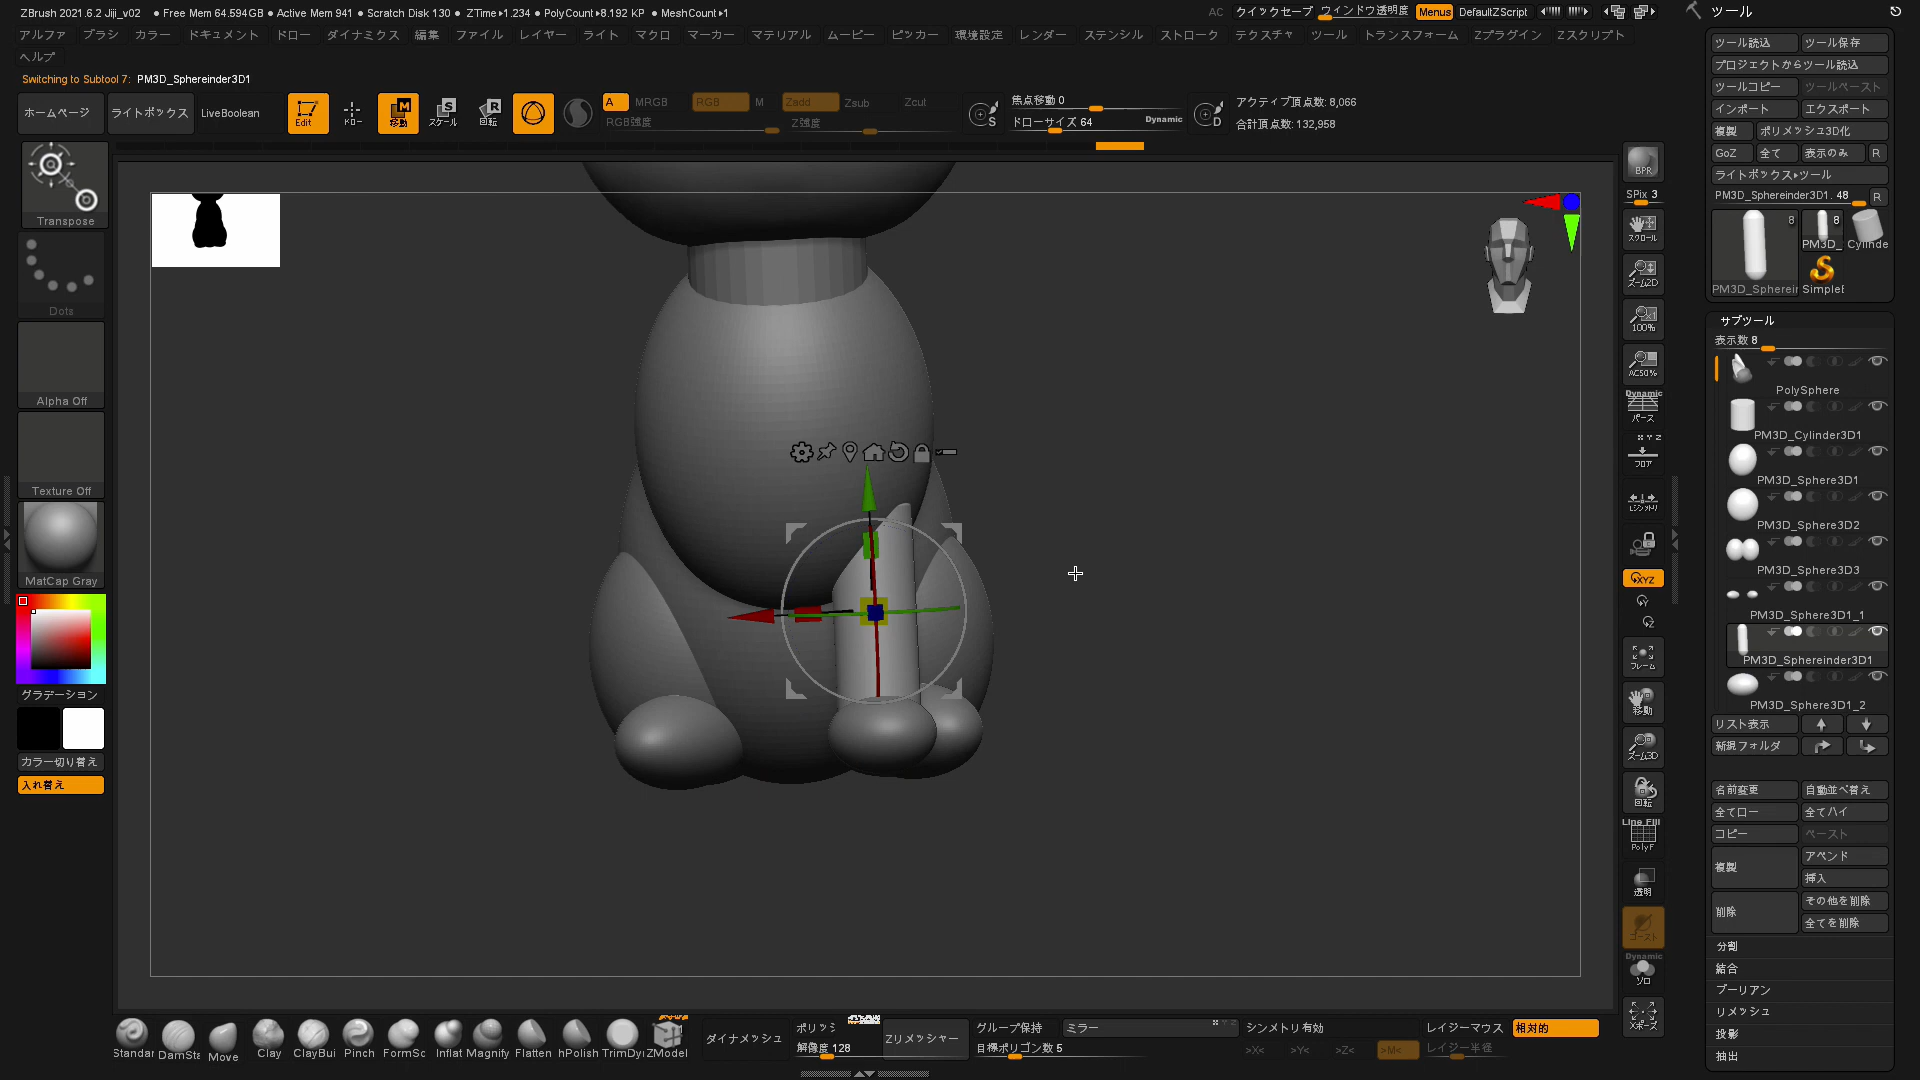 ZBrush 2021.6.2 Jiji_v02 ● Free Mem 64.594GB ● Active Mem 941 ● Scratch Disk 130 ● ZTime▸1.234 ● PolyCount▸8.192 KP ● MeshCount▸1
AC クイックセーブ ウィンドウ透明度 Menus DefaultZScript
アルファ ブラシ カラー ドキュメント ドロー ダイナミクス 編集 ファイル レイヤー ライト マクロ マーカー マテリアル ムービー ピッカー 環境設定 レンダー ステンシル ストローク テクスチャ ツール トランスフォーム Zプラグイン Zスクリプト
ヘルプ
Switching to Subtool 7: PM3D_Sphereinder3D1
ホームページ ライトボックス LiveBoolean Edit ドロー 移動 スケール 回転
A MRGB RGB M Zadd Zsub Zcut
RGB強度 Z強度
焦点移動 0
ドローサイズ 64 Dynamic
アクティブ頂点数: 8,066
合計頂点数: 132,958
Transpose
Dots
Alpha Off
Texture Off
MatCap Gray
グラデーション
カラー切り替え
入れ替え
BPR
SPix 3
スクロール
ズーム2D
100%
AC50%
Dynamic
パース
フロア
Lシンメトリ
XYZ
フレーム
移動
ズーム3D
回転
Line Fill
PolyF
透明
ゴースト
Dynamic
ソロ
Xポーズ
ツール
ツール読込 ツール保存
プロジェクトからツール読込
ツールコピー ツールペースト
インポート エクスポート
複製 ポリメッシュ3D化
GoZ 全て 表示のみ R
ライトボックス▸ツール
PM3D_Sphereinder3D1. 48 R
8 8
PM3D_ Cylinde
PM3D_Spherein SimpleE
サブツール
表示数 8
PolySphere
PM3D_Cylinder3D1
PM3D_Sphere3D1
PM3D_Sphere3D2
PM3D_Sphere3D3
PM3D_Sphere3D1_1
PM3D_Sphereinder3D1
PM3D_Sphere3D1_2
リスト表示
新規フォルダ
名前変更 自動並べ替え
全てロー 全てハイ
コピー ペースト
複製 アペンド
挿入
削除 その他を削除
全てを削除
分割
結合
ブーリアン
リメッシュ
投影
抽出
Standar DamSta Move Clay ClayBui Pinch FormSo Inflat Magnify Flatten hPolish TrimDy ZModel
ダイナメッシュ
ポリッシ
解像度 128
Zリメッシャー
グループ保持 ミラー
目標ポリゴン数 5
シンメトリ有効
>X< >Y< >Z< >M<
レイジーマウス 相対的
レイジー半径